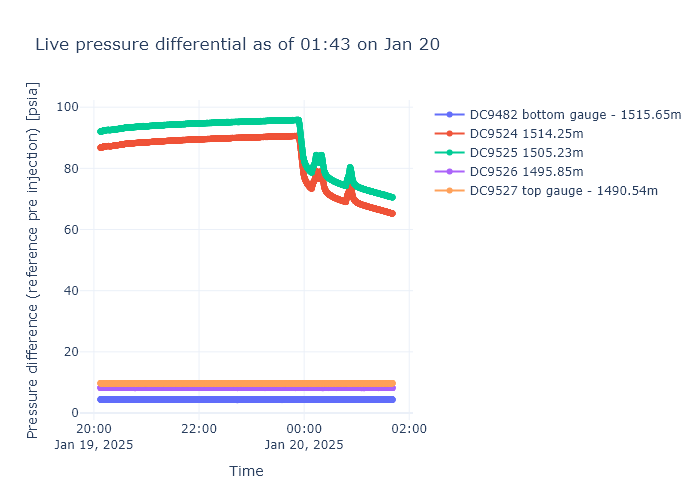 Live pressure differential as of 01:43 on Jan 20
Pressure difference (reference pre injection) [psia]
100
80
60
40
20
0
20:00
Jan 19, 2025
22:00
00:00
Jan 20, 2025
02:00
Time
DC9482 bottom gauge - 1515.65m
DC9524 1514.25m
DC9525 1505.23m
DC9526 1495.85m
DC9527 top gauge - 1490.54m